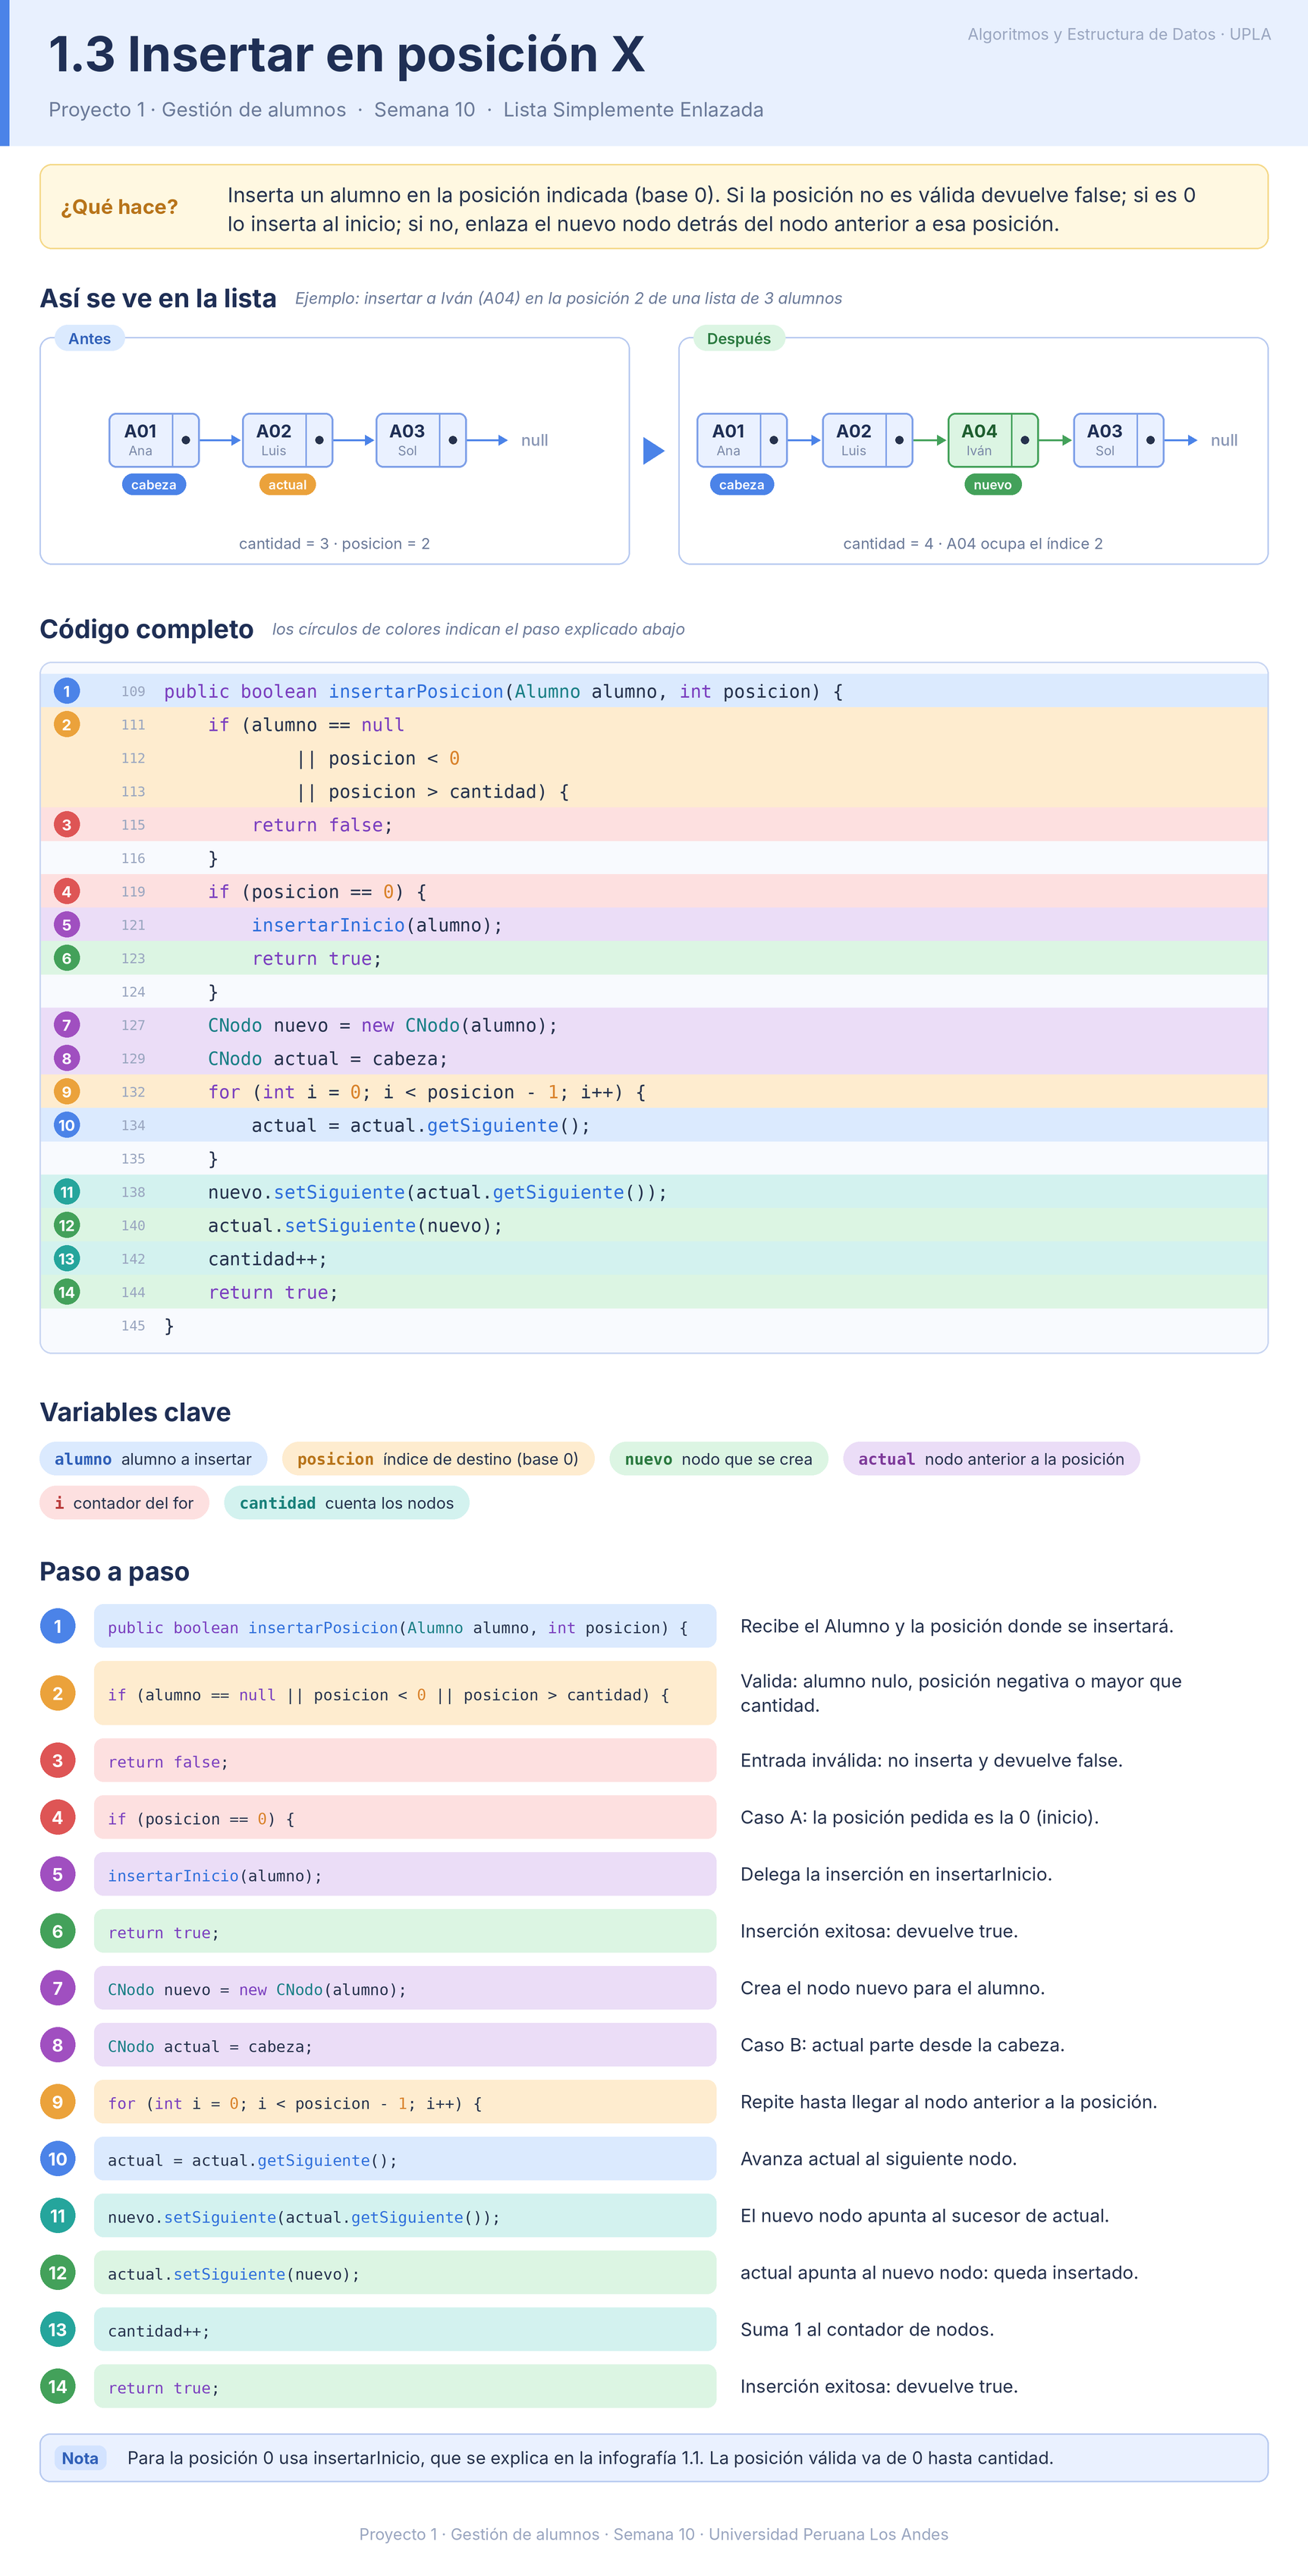 1.3 Insertar en posición X
Algoritmos y Estructura de Datos · UPLA
Proyecto 1 · Gestión de alumnos · Semana 10 · Lista Simplemente Enlazada
¿Qué hace?
Inserta un alumno en la posición indicada (base 0). Si la posición no es válida devuelve false; si es 0
lo inserta al inicio; si no, enlaza el nuevo nodo detrás del nodo anterior a esa posición.
Así se ve en la lista Ejemplo: insertar a Iván (A04) en la posición 2 de una lista de 3 alumnos
Antes
A01 A02 A03
Ana Luis Sol
null
cabeza actual
cantidad = 3 · posicion = 2
Después
A01 A02 A04 A03
Ana Luis Iván Sol
null
cabeza nuevo
cantidad = 4 · A04 ocupa el índice 2
Código completo los círculos de colores indican el paso explicado abajo
1 109 public boolean insertarPosicion(Alumno alumno, int posicion) {
2 111 if (alumno == null
112 || posicion < 0
113 || posicion > cantidad) {
3 115 return false;
116 }
4 119 if (posicion == 0) {
5 121 insertarInicio(alumno);
6 123 return true;
124 }
7 127 CNodo nuevo = new CNodo(alumno);
8 129 CNodo actual = cabeza;
9 132 for (int i = 0; i < posicion - 1; i++) {
10 134 actual = actual.getSiguiente();
135 }
11 138 nuevo.setSiguiente(actual.getSiguiente());
12 140 actual.setSiguiente(nuevo);
13 142 cantidad++;
14 144 return true;
145 }
Variables clave
alumno alumno a insertar posicion índice de destino (base 0) nuevo nodo que se crea actual nodo anterior a la posición
i contador del for cantidad cuenta los nodos
Paso a paso
1 public boolean insertarPosicion(Alumno alumno, int posicion) { Recibe el Alumno y la posición donde se insertará.
2 if (alumno == null || posicion < 0 || posicion > cantidad) { Valida: alumno nulo, posición negativa o mayor que
cantidad.
3 return false; Entrada inválida: no inserta y devuelve false.
4 if (posicion == 0) { Caso A: la posición pedida es la 0 (inicio).
5 insertarInicio(alumno); Delega la inserción en insertarInicio.
6 return true; Inserción exitosa: devuelve true.
7 CNodo nuevo = new CNodo(alumno); Crea el nodo nuevo para el alumno.
8 CNodo actual = cabeza; Caso B: actual parte desde la cabeza.
9 for (int i = 0; i < posicion - 1; i++) { Repite hasta llegar al nodo anterior a la posición.
10 actual = actual.getSiguiente(); Avanza actual al siguiente nodo.
11 nuevo.setSiguiente(actual.getSiguiente()); El nuevo nodo apunta al sucesor de actual.
12 actual.setSiguiente(nuevo); actual apunta al nuevo nodo: queda insertado.
13 cantidad++; Suma 1 al contador de nodos.
14 return true; Inserción exitosa: devuelve true.
Nota Para la posición 0 usa insertarInicio, que se explica en la infografía 1.1. La posición válida va de 0 hasta cantidad.
Proyecto 1 · Gestión de alumnos · Semana 10 · Universidad Peruana Los Andes